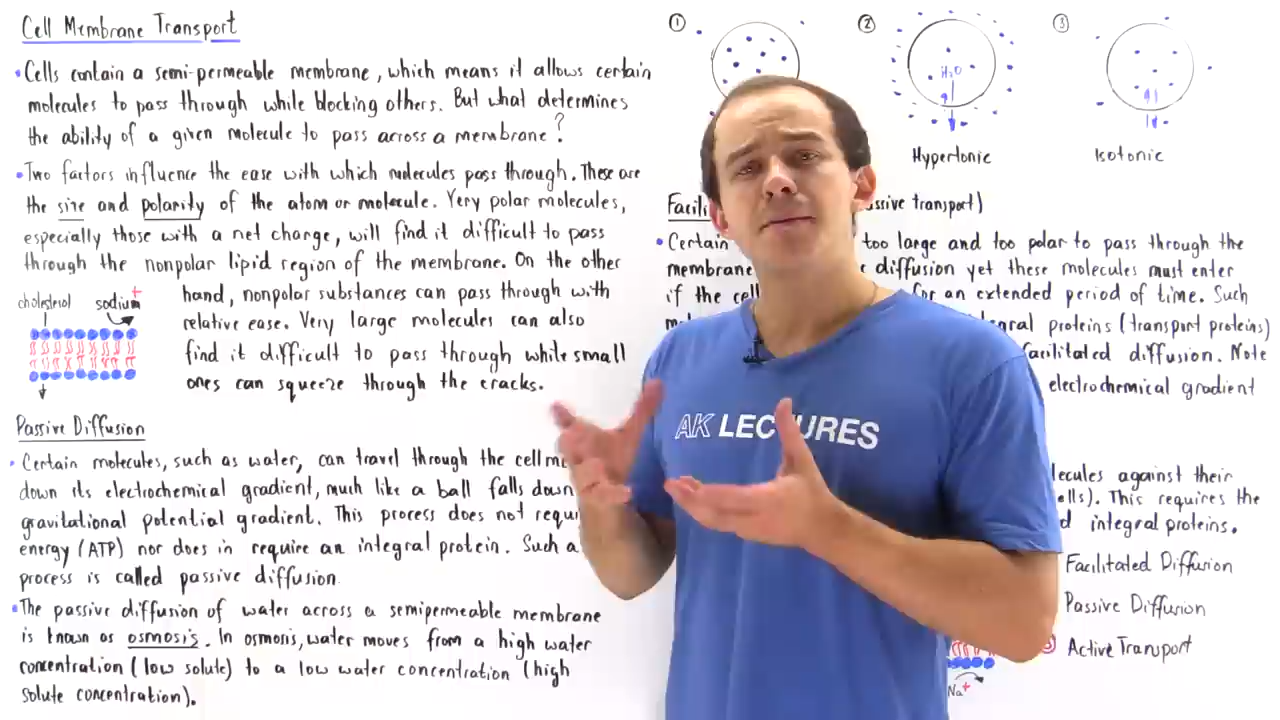 Cell Membrane Transport
• Cells contain a semi-permeable membrane, which means it allows certain
molecules to pass through while blocking others. But what determines
the ability of a given molecule to pass across a membrane?
• Two factors influence the ease with which molecules pass through. These are
the size and polarity of the atom or molecule. Very polar molecules,
especially those with a net charge, will find it difficult to pass
through the nonpolar lipid region of the membrane. On the other
hand, nonpolar substances can pass through with
relative ease. Very large molecules can also
find it difficult to pass through while small
ones can squeeze through the cracks.
cholesterol sodium +
Passive Diffusion
• Certain molecules, such as water, can travel through the cell
down its electrochemical gradient, much like a ball falls down
gravitational potential gradient. This process does not
energy (ATP) nor does in require an integral protein. Such a
process is called passive diffusion.
• The passive diffusion of water across a semipermeable membrane
is known as osmosis. In osmosis, water moves from a high water
concentration (low solute) to a low water concentration (high
solute concentration).
① ② ③
H₂O
Hypertonic Isotonic
passive transport)
• Certain too large and too polar to pass through the
membrane diffusion yet these molecules must enter
if the cell for an extended period of time. Such
integral proteins (transport proteins)
facilitated diffusion. Note
electrochemical gradient
molecules against their
cells). This requires the
integral proteins.
Facilitated Diffusion
Passive Diffusion
Active Transport
Na+
AK LECTURES